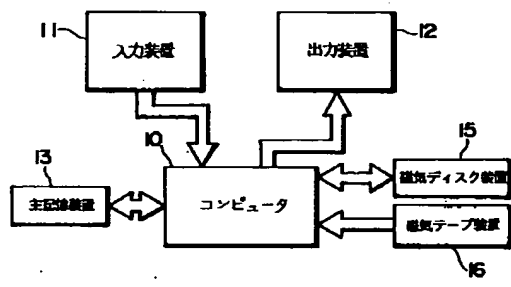 11
入力装置
出力装置
12
10
13
主記憶装置
コンピュータ
15
磁気ディスク装置
磁気テープ装置
16